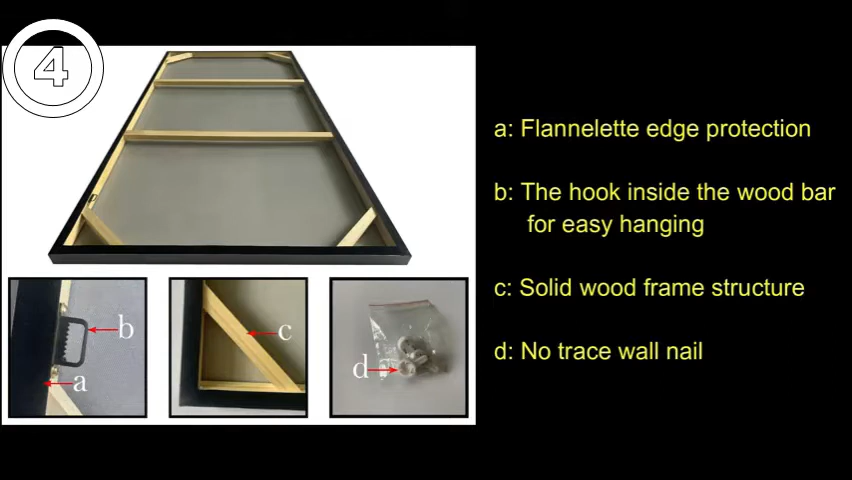 4
a: Flannelette edge protection
b: The hook inside the wood bar
for easy hanging
c: Solid wood frame structure
d: No trace wall nail
b
a
c
d